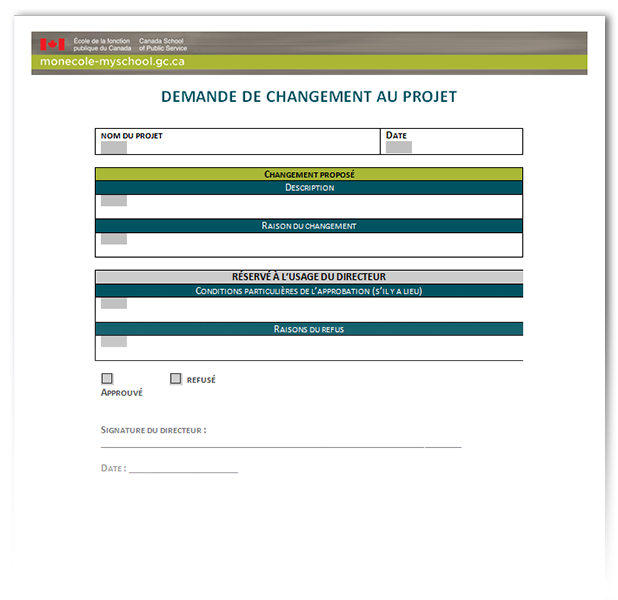 École de la fonction publique du Canada
Canada School of Public Service
monecole-myschool.gc.ca
DEMANDE DE CHANGEMENT AU PROJET
NOM DU PROJET
DATE
CHANGEMENT PROPOSÉ
DESCRIPTION
RAISON DU CHANGEMENT
RÉSERVÉ À L'USAGE DU DIRECTEUR
CONDITIONS PARTICULIÈRES DE L'APPROBATION (S'IL Y A LIEU)
RAISONS DU REFUS
APPROUVÉ
REFUSÉ
SIGNATURE DU DIRECTEUR :
DATE :